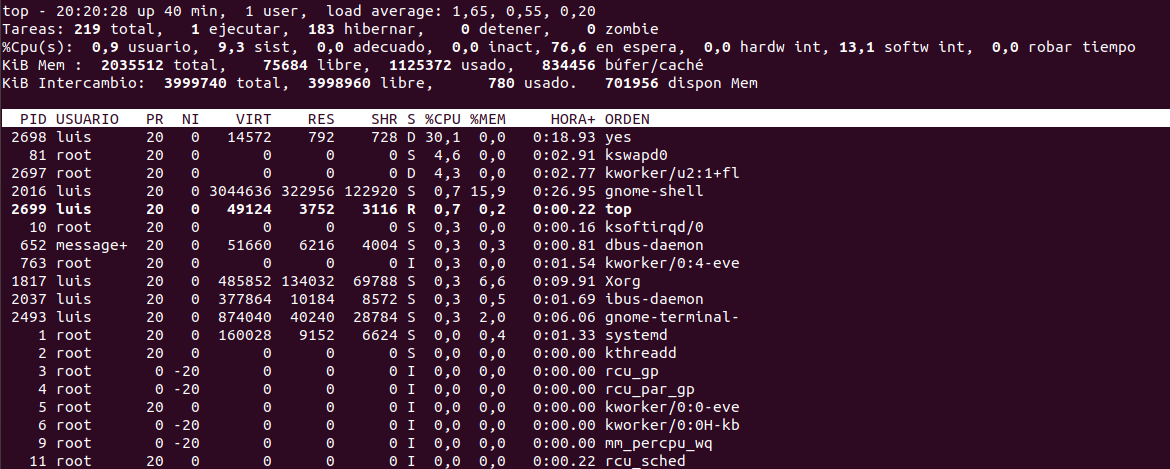 top - 20:20:28 up 40 min,  1 user,  load average: 1,65, 0,55, 0,20
Tareas: 219 total,   1 ejecutar, 183 hibernar,    0 detener,    0 zombie
%Cpu(s):  0,9 usuario,  9,3 sist,  0,0 adecuado,  0,0 inact, 76,6 en espera,  0,0 hardw int, 13,1 softw int,  0,0 robar tiempo
KiB Mem :  2035512 total,    75684 libre,  1125372 usado,   834456 búfer/caché
KiB Intercambio:  3999740 total,  3998960 libre,      780 usado.   701956 dispon Mem
PID USUARIO   PR  NI    VIRT    RES    SHR S %CPU %MEM     HORA+ ORDEN
2698 luis      20   0   14572    792    728 D 30,1  0,0   0:18.93 yes
81 root      20   0       0      0      0 S  4,6  0,0   0:02.91 kswapd0
2697 root      20   0       0      0      0 D  4,3  0,0   0:02.77 kworker/u2:1+fl
2016 luis      20   0 3044636 322956 122920 S  0,7 15,9   0:26.95 gnome-shell
2699 luis      20   0   49124   3752   3116 R  0,7  0,2   0:00.22 top
10 root      20   0       0      0      0 S  0,3  0,0   0:00.16 ksoftirqd/0
652 message+  20   0   51660   6216   4004 S  0,3  0,3   0:00.81 dbus-daemon
763 root      20   0       0      0      0 I  0,3  0,0   0:01.54 kworker/0:4-eve
1817 luis      20   0  485852 134032  69788 S  0,3  6,6   0:09.91 Xorg
2037 luis      20   0  377864  10184   8572 S  0,3  0,5   0:01.69 ibus-daemon
2493 luis      20   0  874040  40240  28784 S  0,3  2,0   0:06.06 gnome-terminal-
1 root      20   0  160028   9152   6624 S  0,0  0,4   0:01.33 systemd
2 root      20   0       0      0      0 S  0,0  0,0   0:00.00 kthreadd
3 root       0 -20       0      0      0 I  0,0  0,0   0:00.00 rcu_gp
4 root       0 -20       0      0      0 I  0,0  0,0   0:00.00 rcu_par_gp
5 root      20   0       0      0      0 I  0,0  0,0   0:00.00 kworker/0:0-eve
6 root       0 -20       0      0      0 I  0,0  0,0   0:00.00 kworker/0:0H-kb
9 root       0 -20       0      0      0 I  0,0  0,0   0:00.00 mm_percpu_wq
11 root      20   0       0      0      0 I  0,0  0,0   0:00.22 rcu_sched